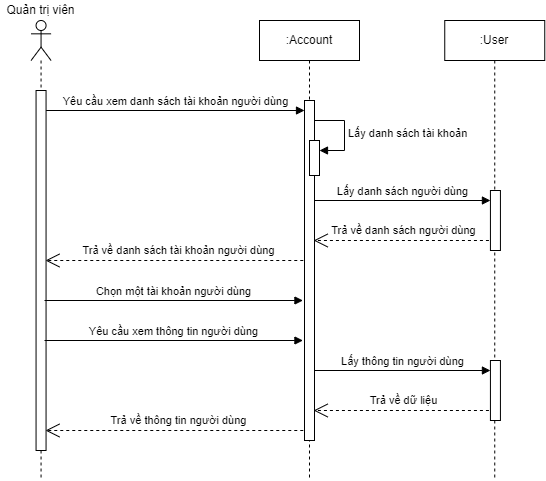 Quản trị viên
:Account
:User
Yêu cầu xem danh sách tài khoản người dùng
Lấy danh sách tài khoản
Lấy danh sách người dùng
Trả về danh sách người dùng
Trả về danh sách tài khoản người dùng
Chọn một tài khoản người dùng
Yêu cầu xem thông tin người dùng
Lấy thông tin người dùng
Trả về dữ liệu
Trả về thông tin người dùng